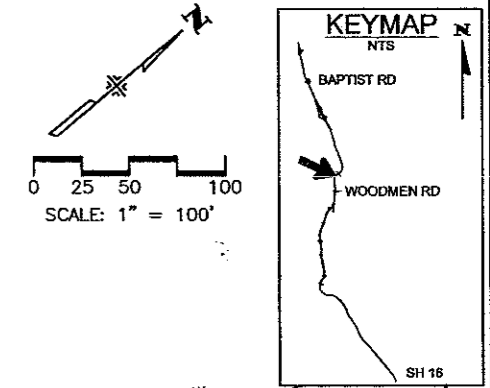 N
0 25 50 100
SCALE: 1" = 100'
KEYMAP
N
NTS
BAPTIST RD
WOODMEN RD
SH 16